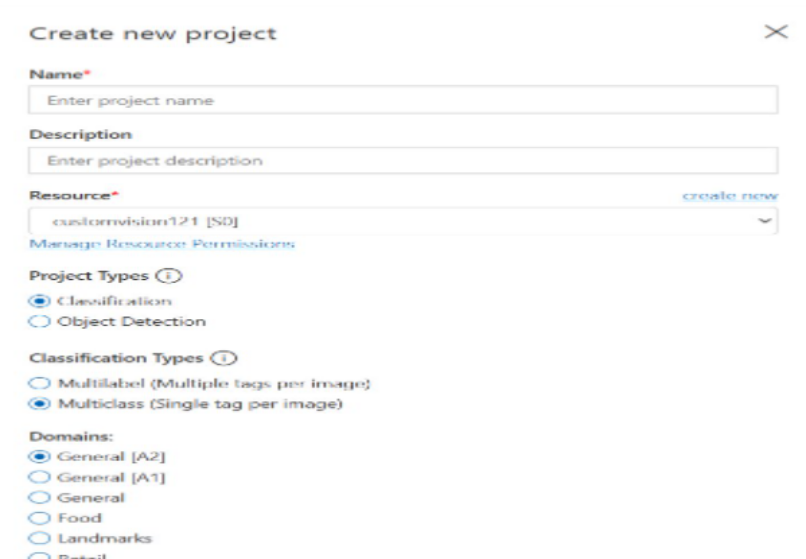 Create new project
Name*
Enter project name
Description
Enter project description
Resource* create new
customvision121 [S0]
Manage Resource Permissions
Project Types
Classification
Object Detection
Classification Types
Multilabel (Multiple tags per image)
Multiclass (Single tag per image)
Domains:
General [A2]
General [A1]
General
Food
Landmarks
Retail